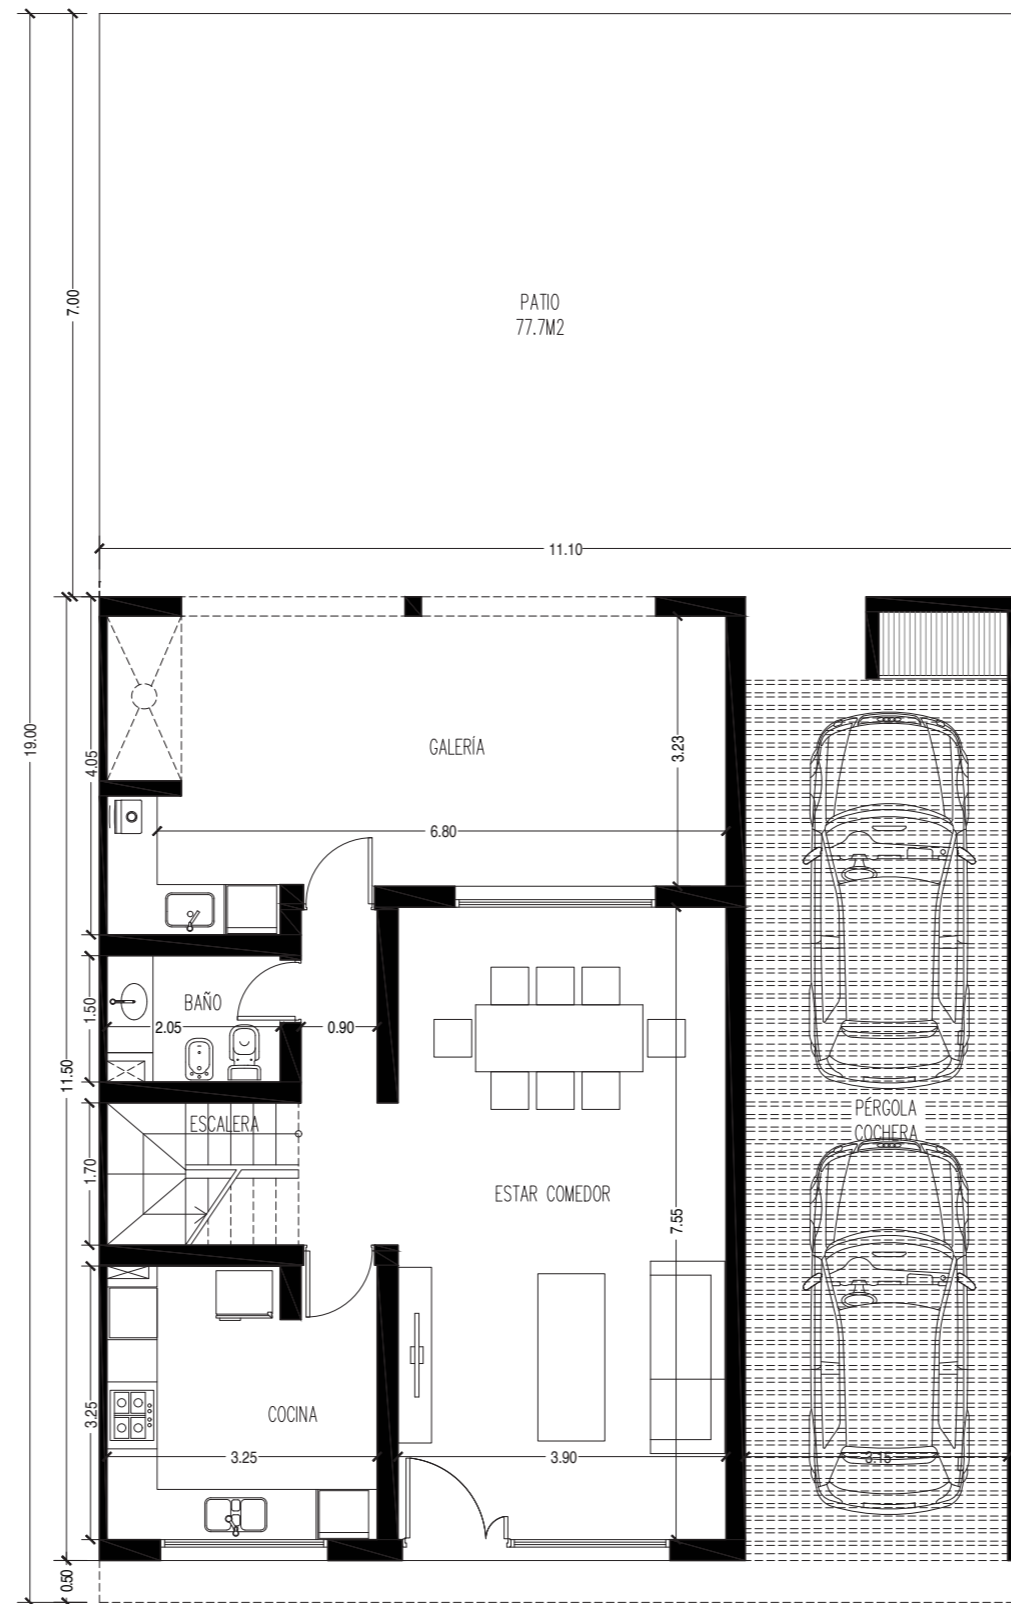 7.00
PATIO
77.7M2
11.10
19.00
4.05
GALERÍA
3.23
6.80
1.50
BAÑO
2.05
0.90
11.50
PÉRGOLA
COCHERA
ESCALERA
1.70
ESTAR COMEDOR
7.55
3.25
COCINA
3.25
3.90
3.15
0.50